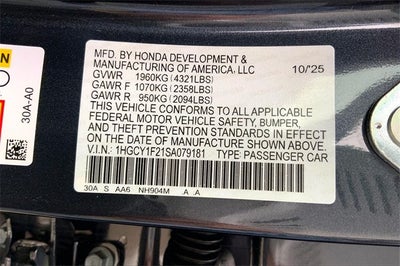 MFD. BY HONDA DEVELOPMENT &
MANUFACTURING OF AMERICA, LLC 10/25
GVWR 1960KG (4321LBS)
GAWR F 1070KG (2358LBS)
GAWR R 950KG (2094LBS)
THIS VEHICLE CONFORMS TO ALL APPLICABLE
FEDERAL MOTOR VEHICLE SAFETY, BUMPER,
AND THEFT PREVENTION STANDARDS IN EFFECT
ON THE DATE OF MANUFACTURE SHOWN ABOVE.
V.I.N.: 1HGCY1F21SA079181 TYPE: PASSENGER CAR
30A S AA6 NH904M A .A
30A-A0